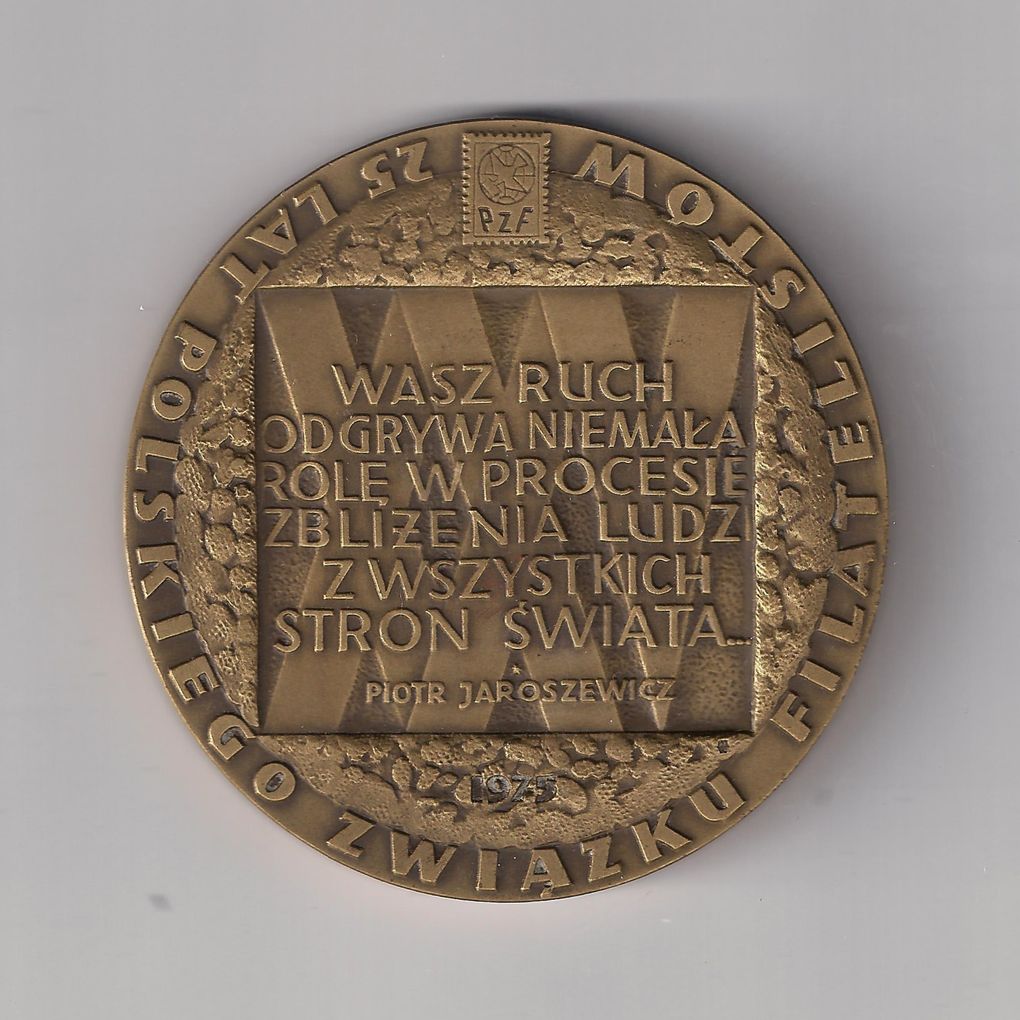 25 LAT POLSKIEGO ZWIĄZKU FILATELISTÓW
PZF
WASZ RUCH
ODGRYWA NIEMAŁĄ
ROLĘ W PROCESIE
ZBLIŻENIA LUDZI
Z WSZYSTKICH
STRON ŚWIATA...
PIOTR JAROSZEWICZ
1975